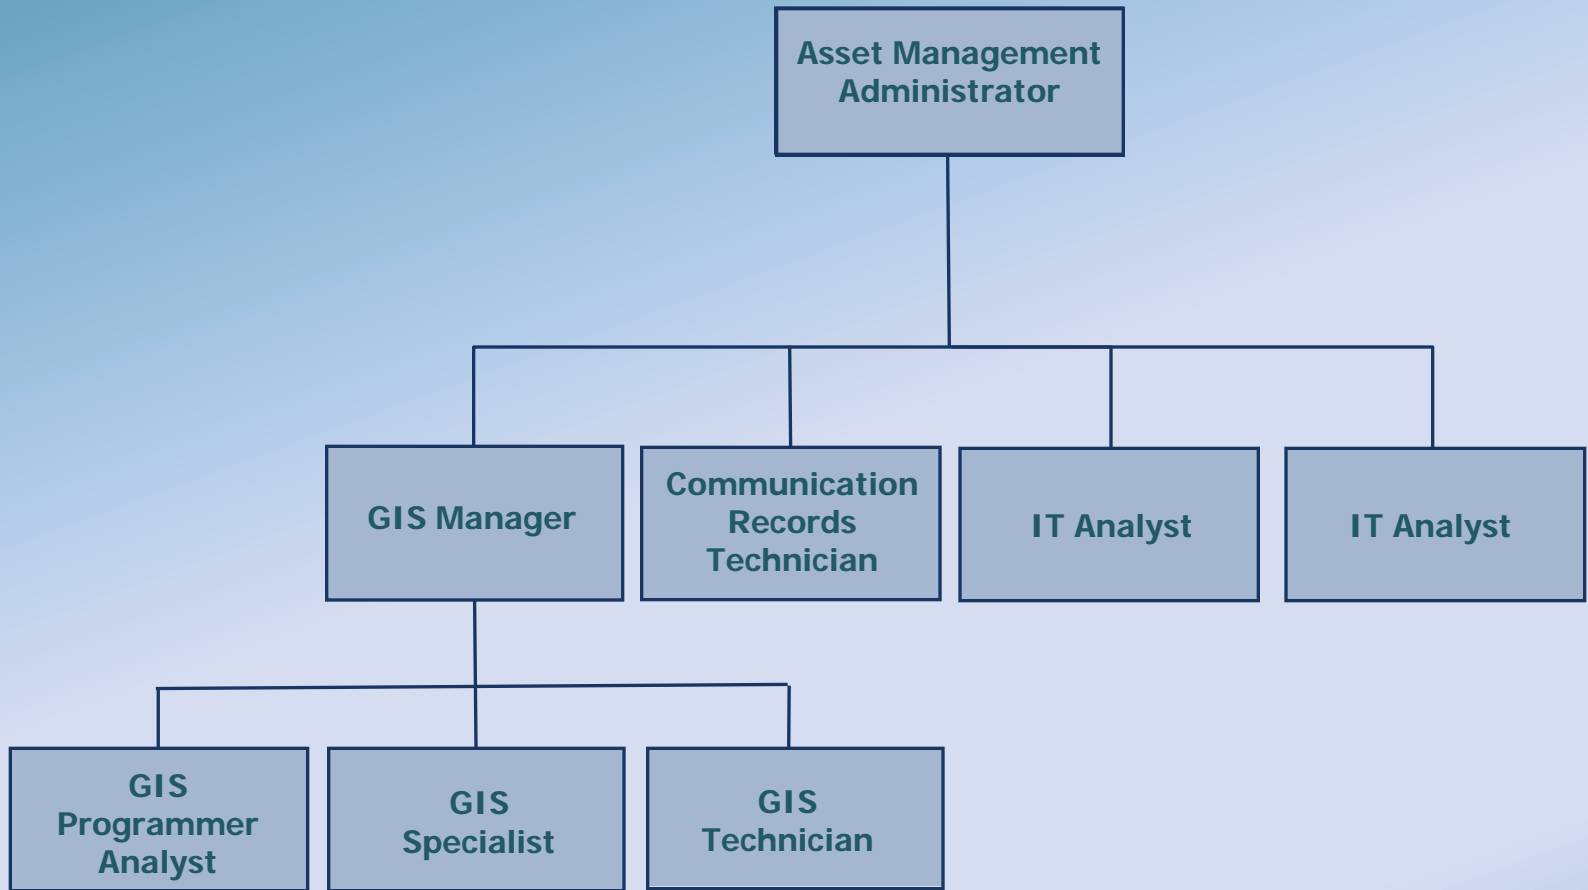 Asset Management
Administrator
GIS Manager
Communication
Records
Technician
IT Analyst
IT Analyst
GIS
Programmer
Analyst
GIS
Specialist
GIS
Technician